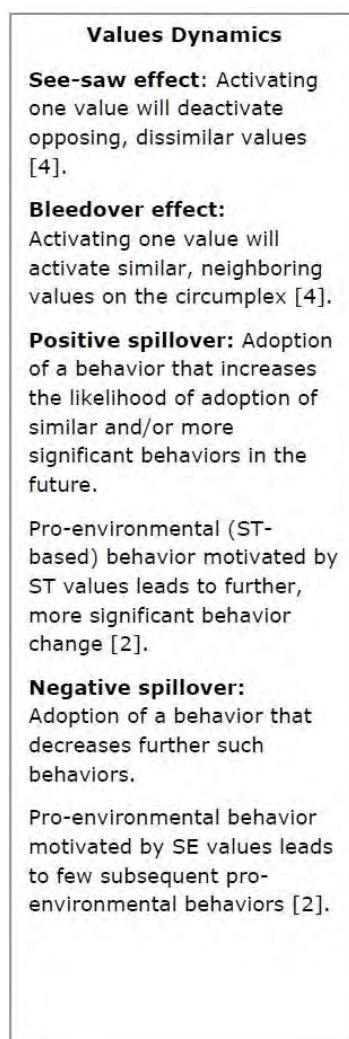 Values Dynamics
See-saw effect: Activating
one value will deactivate
opposing, dissimilar values
[4].
Bleedover effect:
Activating one value will
activate similar, neighboring
values on the circumplex [4].
Positive spillover: Adoption
of a behavior that increases
the likelihood of adoption of
similar and/or more
significant behaviors in the
future.
Pro-environmental (ST-
based) behavior motivated by
ST values leads to further,
more significant behavior
change [2].
Negative spillover:
Adoption of a behavior that
decreases further such
behaviors.
Pro-environmental behavior
motivated by SE values leads
to few subsequent pro-
environmental behaviors [2].